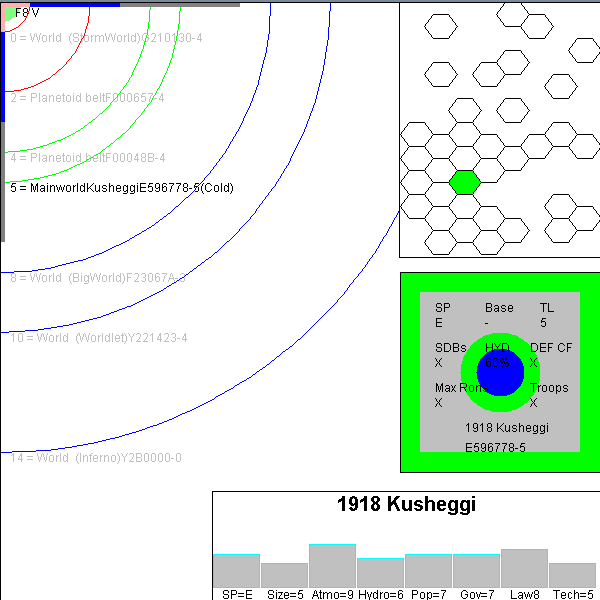 F8 V
0 = World (StormWorld)G210130-4
2 = Planetoid beltF000657-4
4 = Planetoid beltF00048B-4
5 = MainworldKusheggiE596778-5(Cold)
8 = World (BigWorld)F23067A-3
10 = World (Worldlet)Y221423-4
14 = World (Inferno)Y2B0000-0
SP Base TL
E - 5
SDBs HYD DEF CF
X 60% X
Max Ron Troops
X X
1918 Kusheggi
E596778-5
1918 Kusheggi
SP=E Size=5 Atmo=9 Hydro=6 Pop=7 Gov=7 Law8 Tech=5